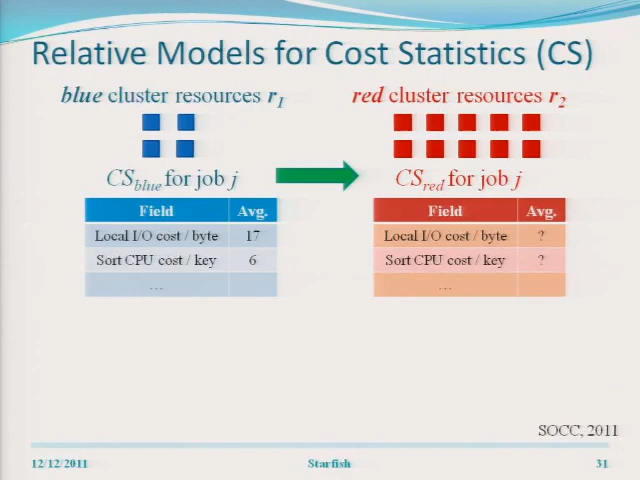 Relative Models for Cost Statistics (CS)
blue cluster resources r1
red cluster resources r2
CSblue for job j
CSred for job j
Field Avg.
Local I/O cost / byte 17
Sort CPU cost / key 6
...
Field Avg.
Local I/O cost / byte ?
Sort CPU cost / key ?
...
SOCC, 2011
12/12/2011 Starfish 31